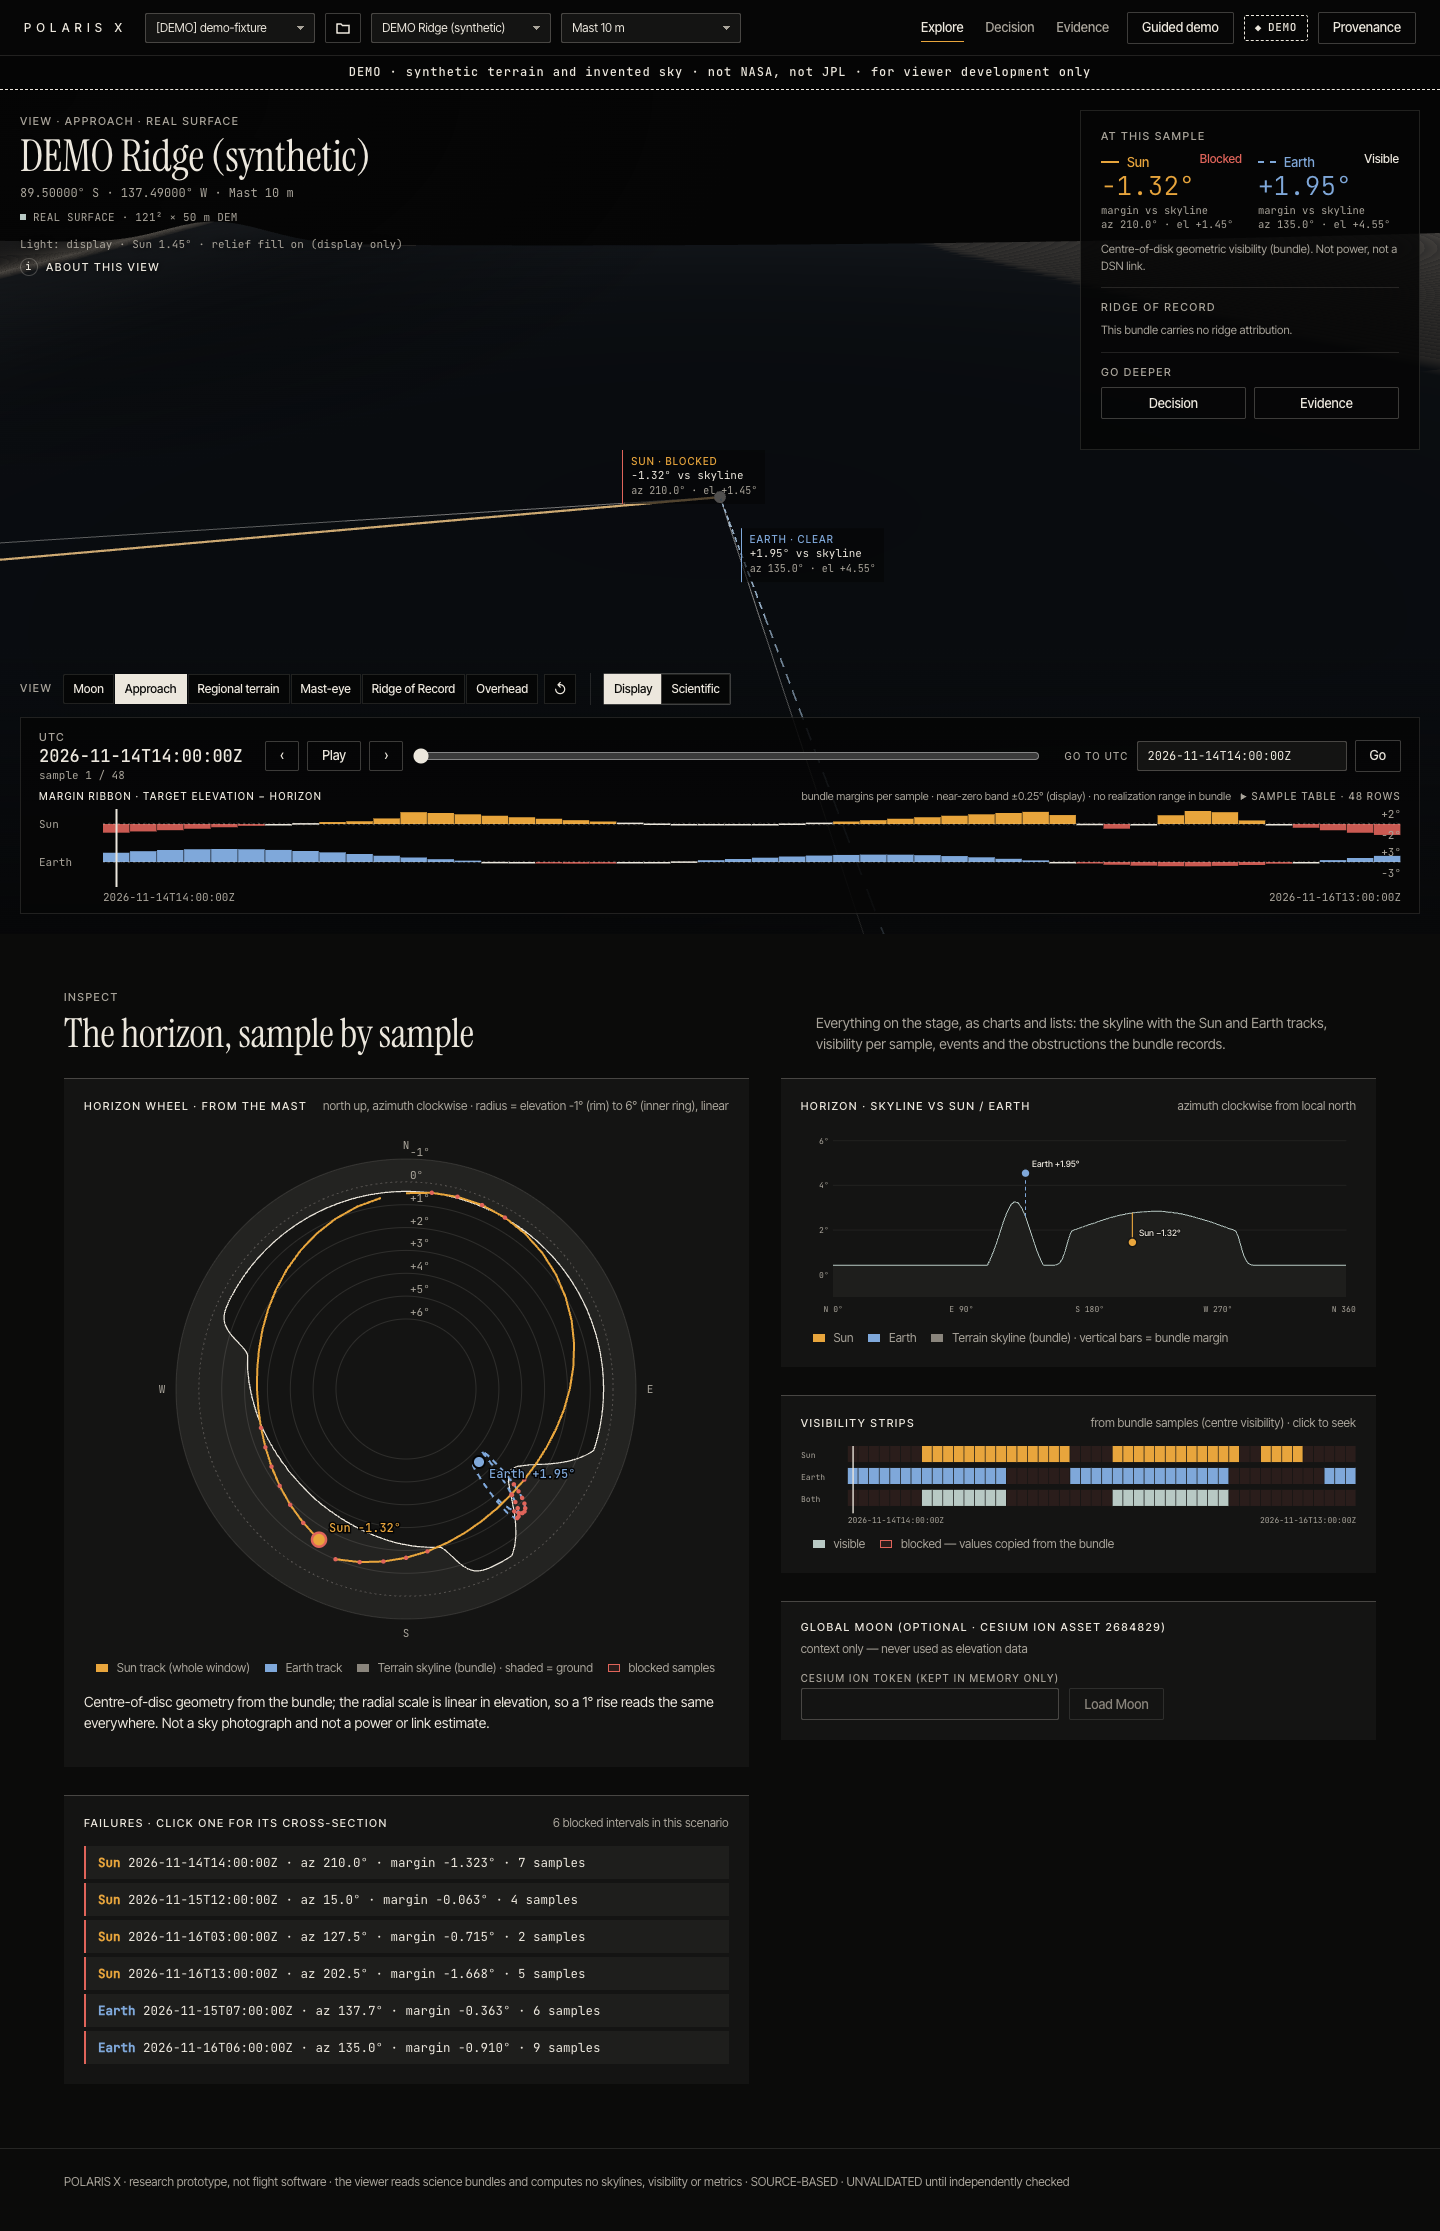 POLARIS X
[DEMO] demo-fixture
DEMO Ridge (synthetic)
Mast 10 m
Explore
Decision
Evidence
Guided demo
◆ DEMO
Provenance
DEMO · synthetic terrain and invented sky · not NASA, not JPL · for viewer development only
VIEW · APPROACH · REAL SURFACE
DEMO Ridge (synthetic)
89.50000° S · 137.49000° W · Mast 10 m
REAL SURFACE · 121² × 50 m DEM
Light: display · Sun 1.45° · relief fill on (display only)
i ABOUT THIS VIEW
AT THIS SAMPLE
Sun Blocked
-1.32°
margin vs skyline
az 210.0° · el +1.45°
Earth Visible
+1.95°
margin vs skyline
az 135.0° · el +4.55°
Centre-of-disk geometric visibility (bundle). Not power, not a
DSN link.
RIDGE OF RECORD
This bundle carries no ridge attribution.
GO DEEPER
Decision
Evidence
SUN · BLOCKED
-1.32° vs skyline
az 210.0° · el +1.45°
EARTH · CLEAR
+1.95° vs skyline
az 135.0° · el +4.55°
VIEW
Moon
Approach
Regional terrain
Mast-eye
Ridge of Record
Overhead
Display
Scientific
UTC
2026-11-14T14:00:00Z
sample 1 / 48
‹
Play
›
GO TO UTC
2026-11-14T14:00:00Z
Go
MARGIN RIBBON · TARGET ELEVATION − HORIZON
bundle margins per sample · near-zero band ±0.25° (display) · no realization range in bundle
SAMPLE TABLE · 48 ROWS
Sun
+2°
-2°
Earth
+3°
-3°
2026-11-14T14:00:00Z
2026-11-16T13:00:00Z
INSPECT
The horizon, sample by sample
Everything on the stage, as charts and lists: the skyline with the Sun and Earth tracks,
visibility per sample, events and the obstructions the bundle records.
HORIZON WHEEL · FROM THE MAST
north up, azimuth clockwise · radius = elevation -1° (rim) to 6° (inner ring), linear
N
-1°
0°
+1°
+2°
+3°
+4°
+5°
+6°
W
E
Earth +1.95°
Sun -1.32°
S
Sun track (whole window)
Earth track
Terrain skyline (bundle) · shaded = ground
blocked samples
Centre-of-disc geometry from the bundle; the radial scale is linear in elevation, so a 1° rise reads the same
everywhere. Not a sky photograph and not a power or link estimate.
HORIZON · SKYLINE VS SUN / EARTH
azimuth clockwise from local north
6°
4°
2°
0°
Earth +1.95°
Sun −1.32°
N 0°
E 90°
S 180°
W 270°
N 360
Sun
Earth
Terrain skyline (bundle) · vertical bars = bundle margin
VISIBILITY STRIPS
from bundle samples (centre visibility) · click to seek
Sun
Earth
Both
2026-11-14T14:00:00Z
2026-11-16T13:00:00Z
visible
blocked — values copied from the bundle
GLOBAL MOON (OPTIONAL · CESIUM ION ASSET 2684829)
context only — never used as elevation data
CESIUM ION TOKEN (KEPT IN MEMORY ONLY)
Load Moon
FAILURES · CLICK ONE FOR ITS CROSS-SECTION
6 blocked intervals in this scenario
Sun 2026-11-14T14:00:00Z · az 210.0° · margin -1.323° · 7 samples
Sun 2026-11-15T12:00:00Z · az 15.0° · margin -0.063° · 4 samples
Sun 2026-11-16T03:00:00Z · az 127.5° · margin -0.715° · 2 samples
Sun 2026-11-16T13:00:00Z · az 202.5° · margin -1.668° · 5 samples
Earth 2026-11-15T07:00:00Z · az 137.7° · margin -0.363° · 6 samples
Earth 2026-11-16T06:00:00Z · az 135.0° · margin -0.910° · 9 samples
POLARIS X · research prototype, not flight software · the viewer reads science bundles and computes no skylines, visibility or metrics · SOURCE-BASED · UNVALIDATED until independently checked